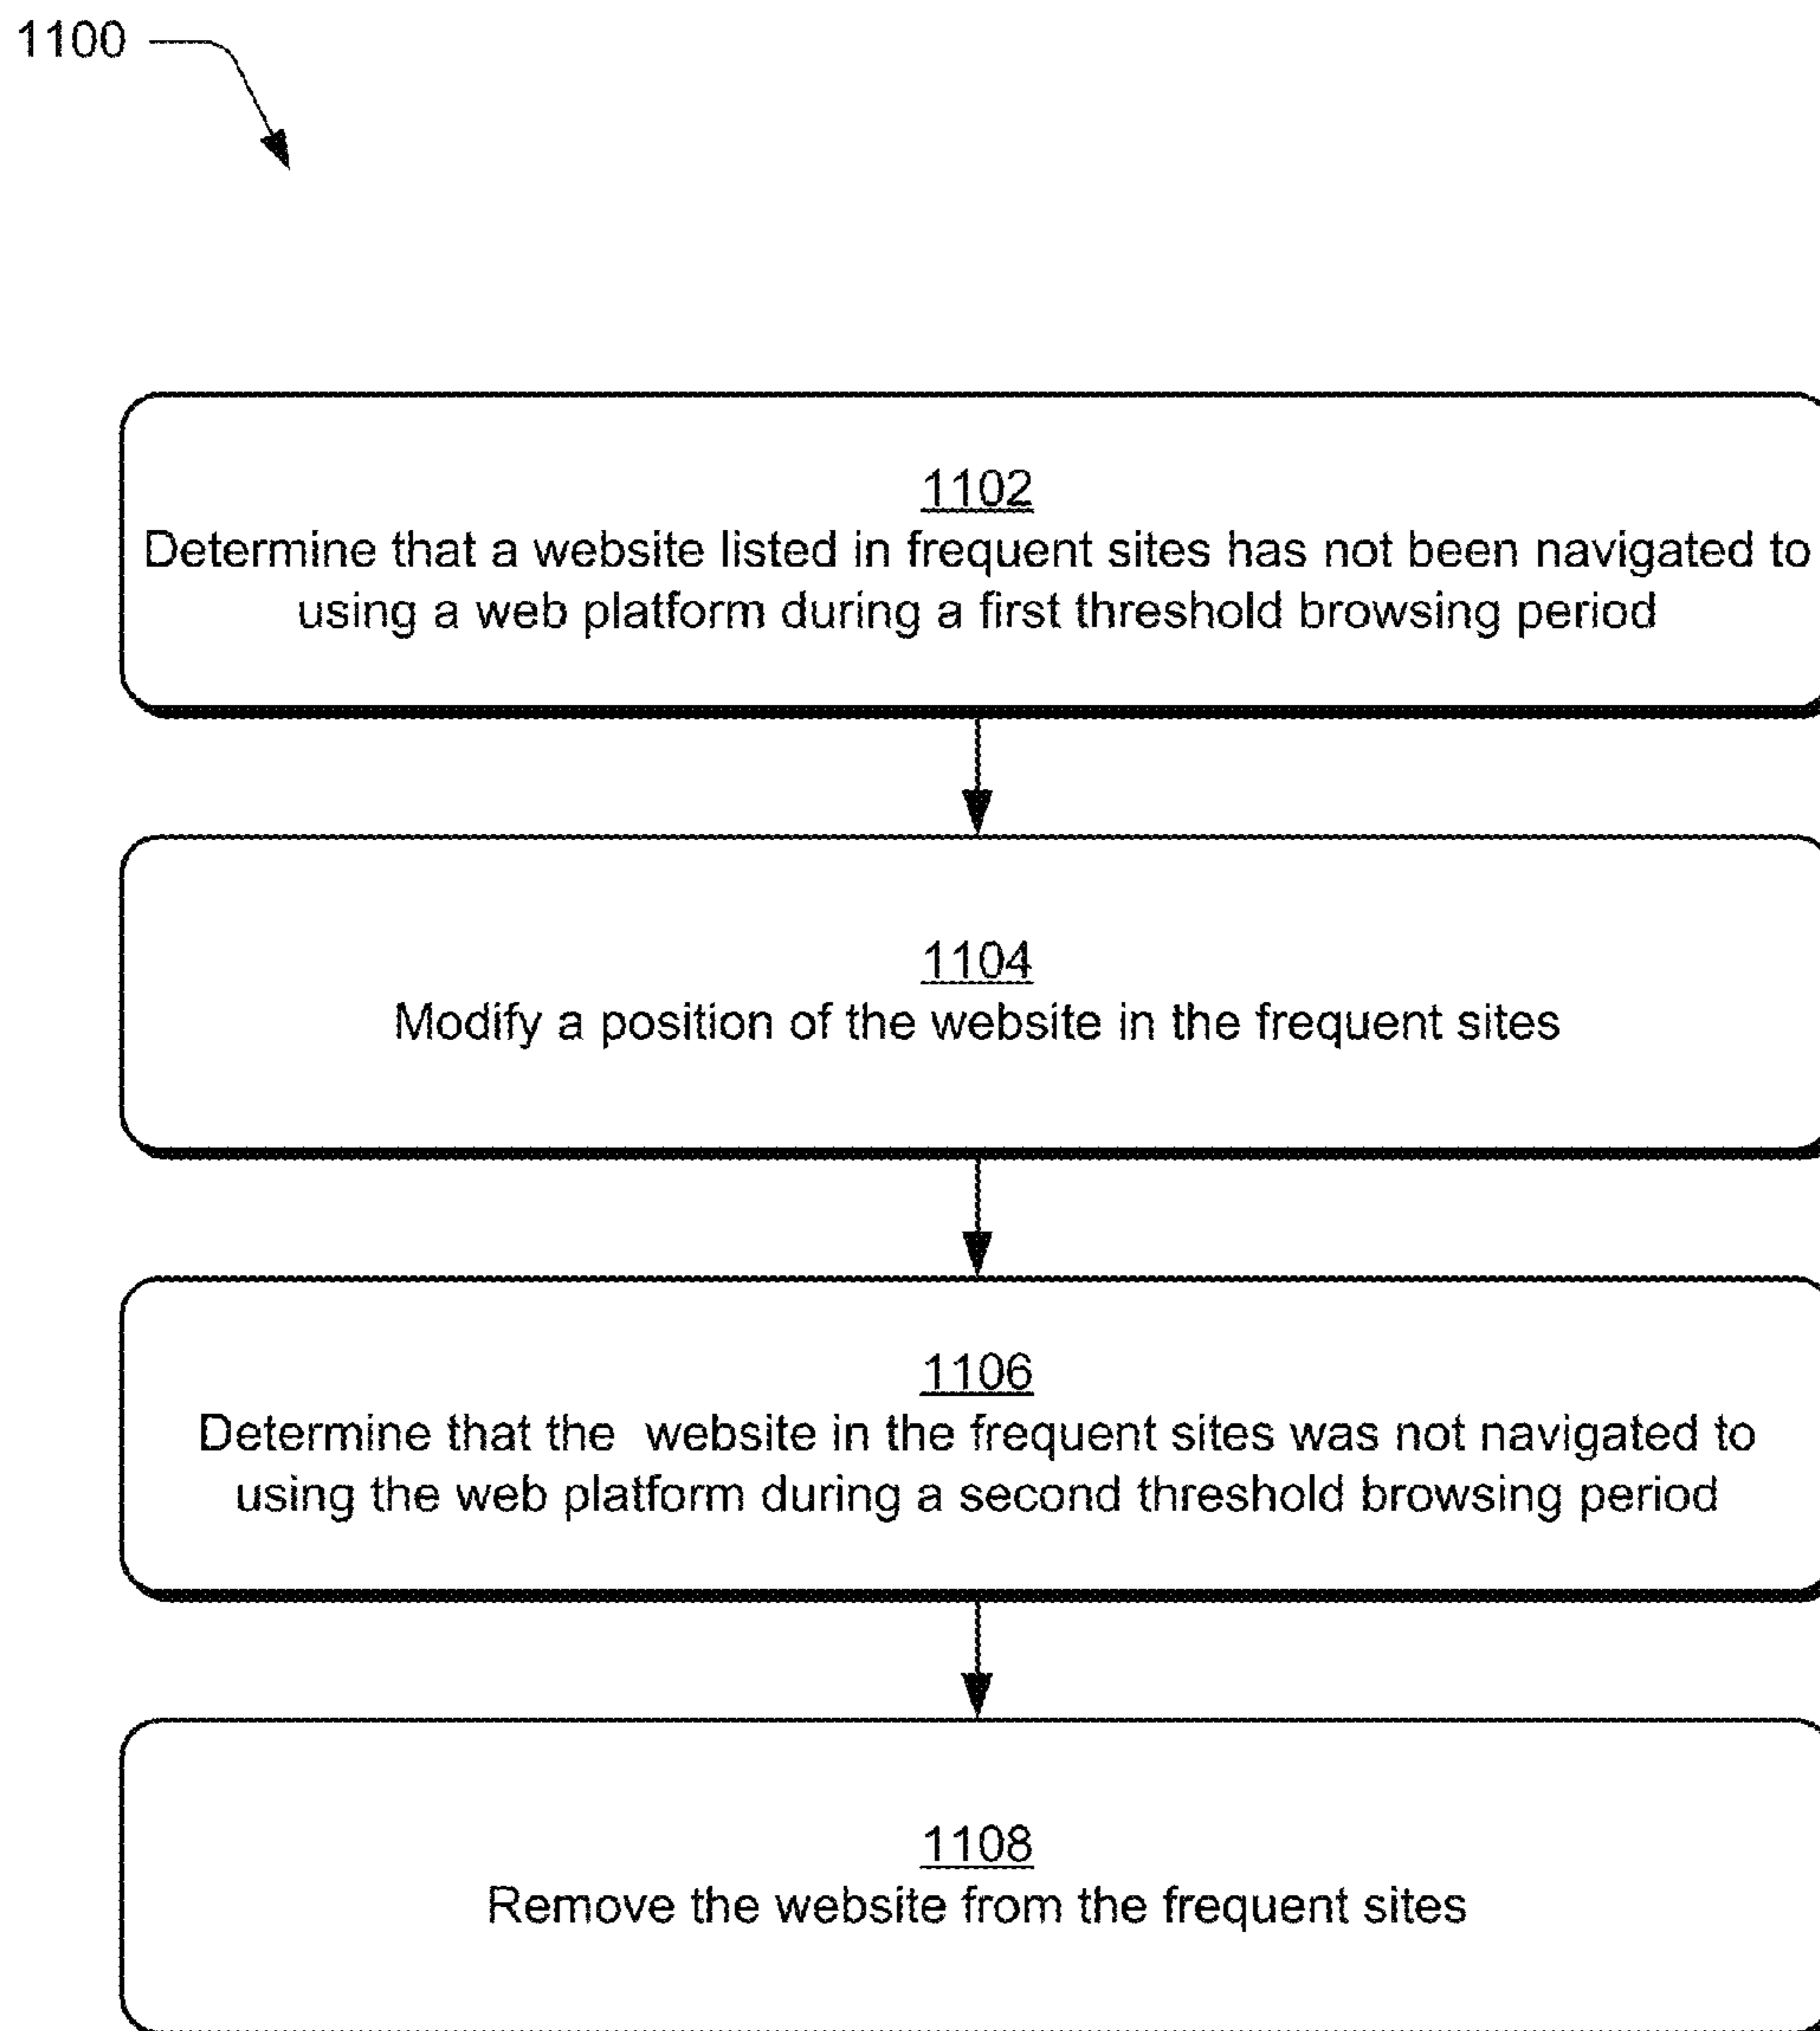 1100
1102
Determine that a website listed in frequent sites has not been navigated to
using a web platform during a first threshold browsing period
1104
Modify a position of the website in the frequent sites
1106
Determine that the  website in the frequent sites was not navigated to
using the web platform during a second threshold browsing period
1108
Remove the website from the frequent sites